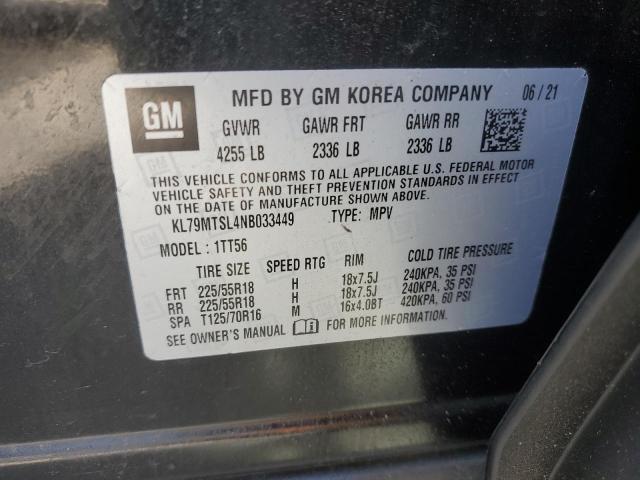 GM
MFD BY GM KOREA COMPANY 06/21
GVWR GAWR FRT GAWR RR
4255 LB 2336 LB 2336 LB
THIS VEHICLE CONFORMS TO ALL APPLICABLE U.S. FEDERAL MOTOR
VEHICLE SAFETY AND THEFT PREVENTION STANDARDS IN EFFECT
ON THE DATE OF MANUFACTURE SHOWN ABOVE.
KL79MTSL4NB033449 TYPE: MPV
MODEL: 1TT56
TIRE SIZE SPEED RTG RIM COLD TIRE PRESSURE
FRT 225/55R18 H 18x7.5J 240KPA, 35 PSI
RR 225/55R18 H 18x7.5J 240KPA, 35 PSI
SPA T125/70R16 M 16x4.0BT 420KPA, 60 PSI
SEE OWNER'S MANUAL FOR MORE INFORMATION.